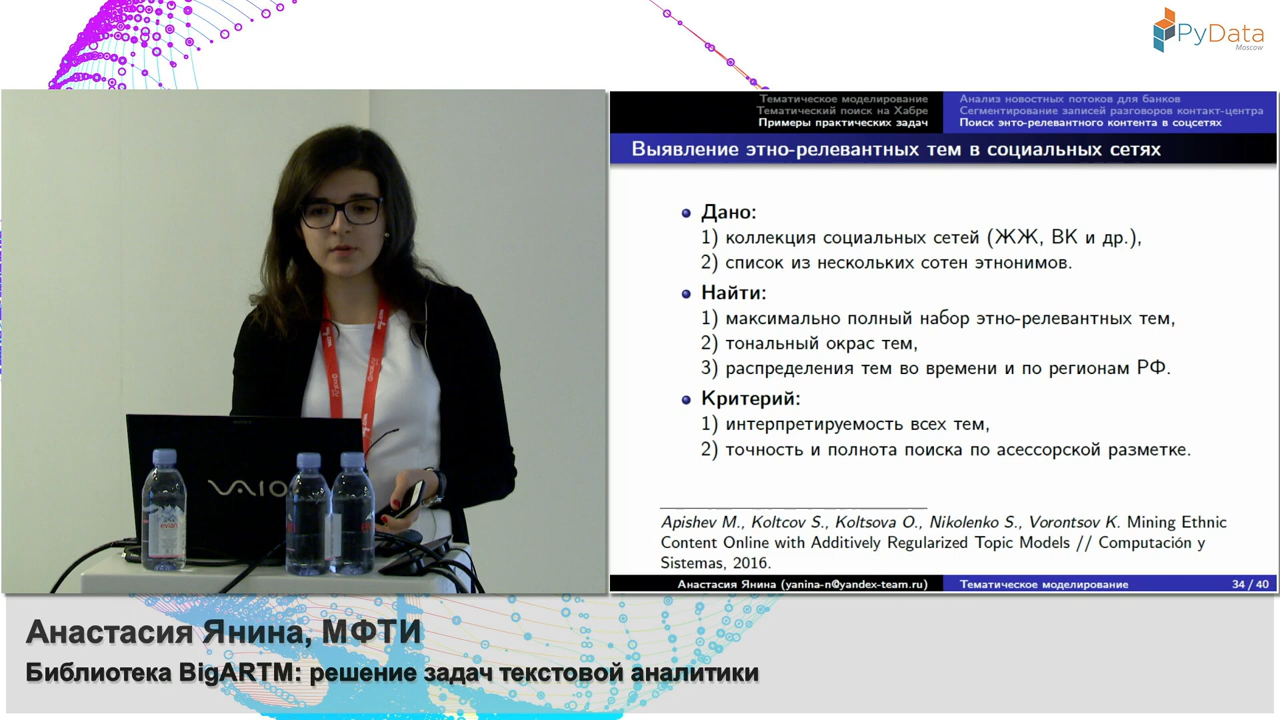 PyData
Moscow
Тематическое моделирование
Тематический поиск на Хабре
Примеры практических задач
Анализ новостных потоков для банков
Сегментирование записей разговоров контакт-центра
Поиск энто-релевантного контента в соцсетях
Выявление этно-релевантных тем в социальных сетях
Дано:
1) коллекция социальных сетей (ЖЖ, ВК и др.),
2) список из нескольких сотен этнонимов.
Найти:
1) максимально полный набор этно-релевантных тем,
2) тональный окрас тем,
3) распределения тем во времени и по регионам РФ.
Критерий:
1) интерпретируемость всех тем,
2) точность и полнота поиска по асессорской разметке.
Apishev M., Koltcov S., Koltsova O., Nikolenko S., Vorontsov K. Mining Ethnic
Content Online with Additively Regularized Topic Models // Computación y
Sistemas, 2016.
Анастасия Янина (yanina-n@yandex-team.ru)
Тематическое моделирование
34 / 40
VAIO
evian
Анастасия Янина, МФТИ
Библиотека BigARTM: решение задач текстовой аналитики